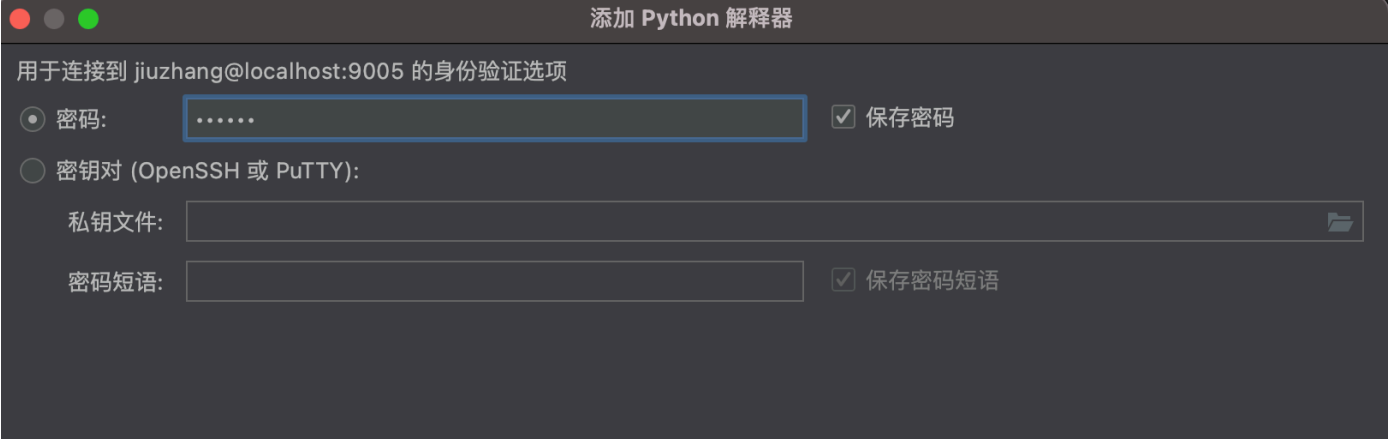 添加 Python 解释器
用于连接到 jiuzhang@localhost:9005 的身份验证选项
密码: •••••• 保存密码
密钥对 (OpenSSH 或 PuTTY):
私钥文件:
密码短语: 保存密码短语